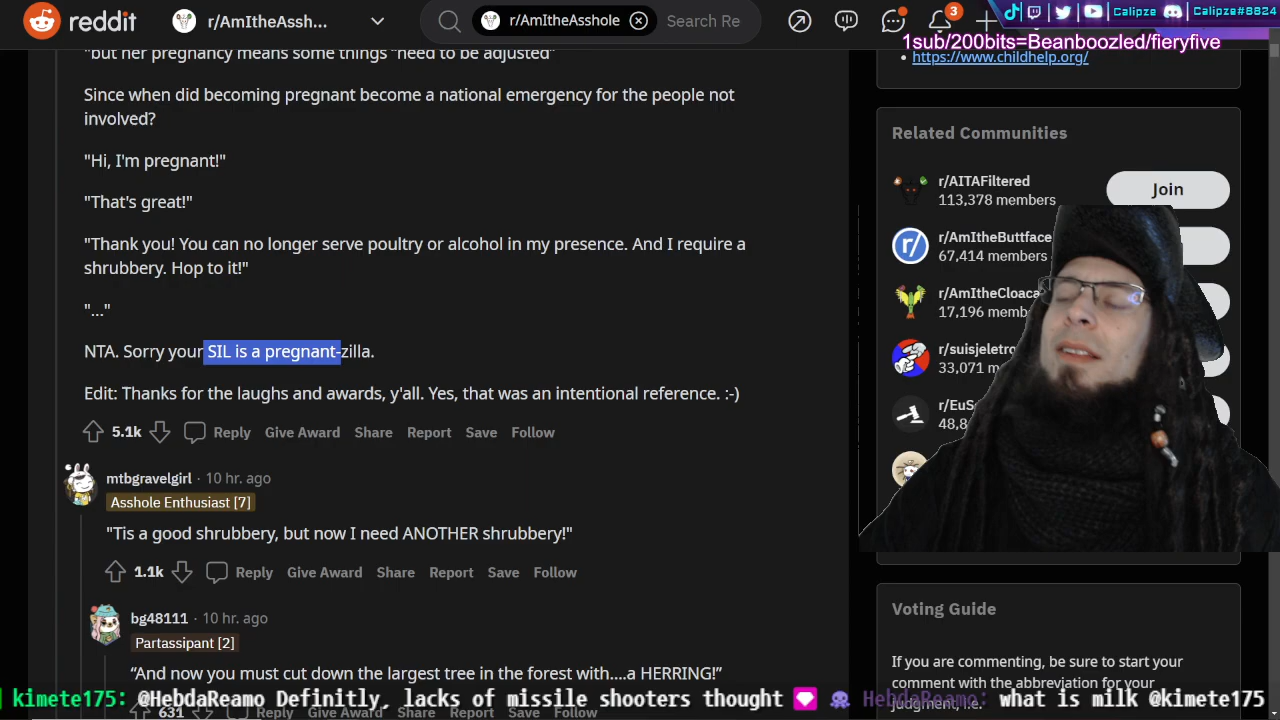 reddit
r/AmItheAssh...
r/AmItheAsshole
Search Re
3
Calipze
Calipze#8824
1sub/200bits=Beanboozled/fieryfive
"but her pregnancy means some things "need to be adjusted"
Since when did becoming pregnant become a national emergency for the people not
involved?
"Hi, I'm pregnant!"
"That's great!"
"Thank you! You can no longer serve poultry or alcohol in my presence. And I require a
shrubbery. Hop to it!"
"..."
NTA. Sorry your SIL is a pregnant-zilla.
Edit: Thanks for the laughs and awards, y'all. Yes, that was an intentional reference. :-)
5.1k
Reply
Give Award
Share
Report
Save
Follow
mtbgravelgirl · 10 hr. ago
Asshole Enthusiast [7]
"Tis a good shrubbery, but now I need ANOTHER shrubbery!"
1.1k
Reply
Give Award
Share
Report
Save
Follow
bg48111 · 10 hr. ago
Partassipant [2]
“And now you must cut down the largest tree in the forest with....a HERRING!”
631
Reply
Give Award
Share
Report
Save
Follow
https://www.childhelp.org/
Related Communities
r/AITAFiltered
113,378 members
Join
r/AmItheButtface
67,414 members
r/AmItheCloaca
17,196 memb
r/suisjeletro
33,071 m
r/EuS
48,8
Voting Guide
If you are commenting, be sure to start your
comment with the abbreviation for your
judgment, i.e.
kimete175: @HebdaReamo Definitly, lacks of missile shooters thought
HebdaReamo: what is milk @kimete175